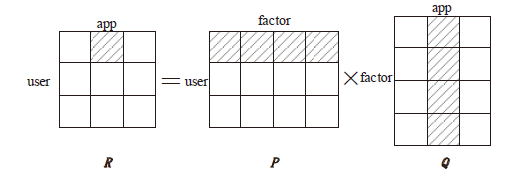 app
factor
app
user
=
user
×
factor
R
P
Q